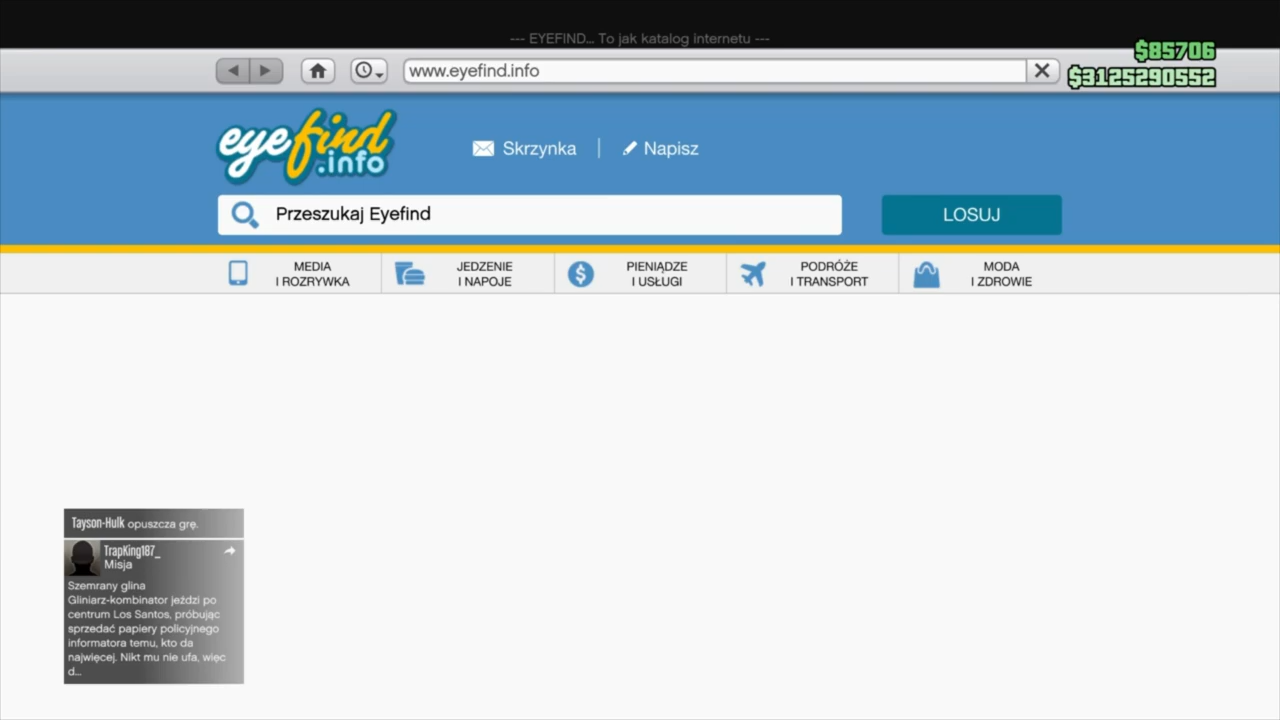 --- EYEFIND... To jak katalog internetu ---
$85706
www.eyefind.info
$3125290552
eyefind
.info
Skrzynka
Napisz
Przeszukaj Eyefind
LOSUJ
MEDIA
I ROZRYWKA
JEDZENIE
I NAPOJE
PIENIĄDZE
I USŁUGI
PODRÓŻE
I TRANSPORT
MODA
I ZDROWIE
Tayson-Hulk opuszcza grę.
TrapKing187_
Misja
Szemrany glina
Gliniarz-kombinator jeździ po
centrum Los Santos, próbując
sprzedać papiery policyjnego
informatora temu, kto da
najwięcej. Nikt mu nie ufa, więc
d...